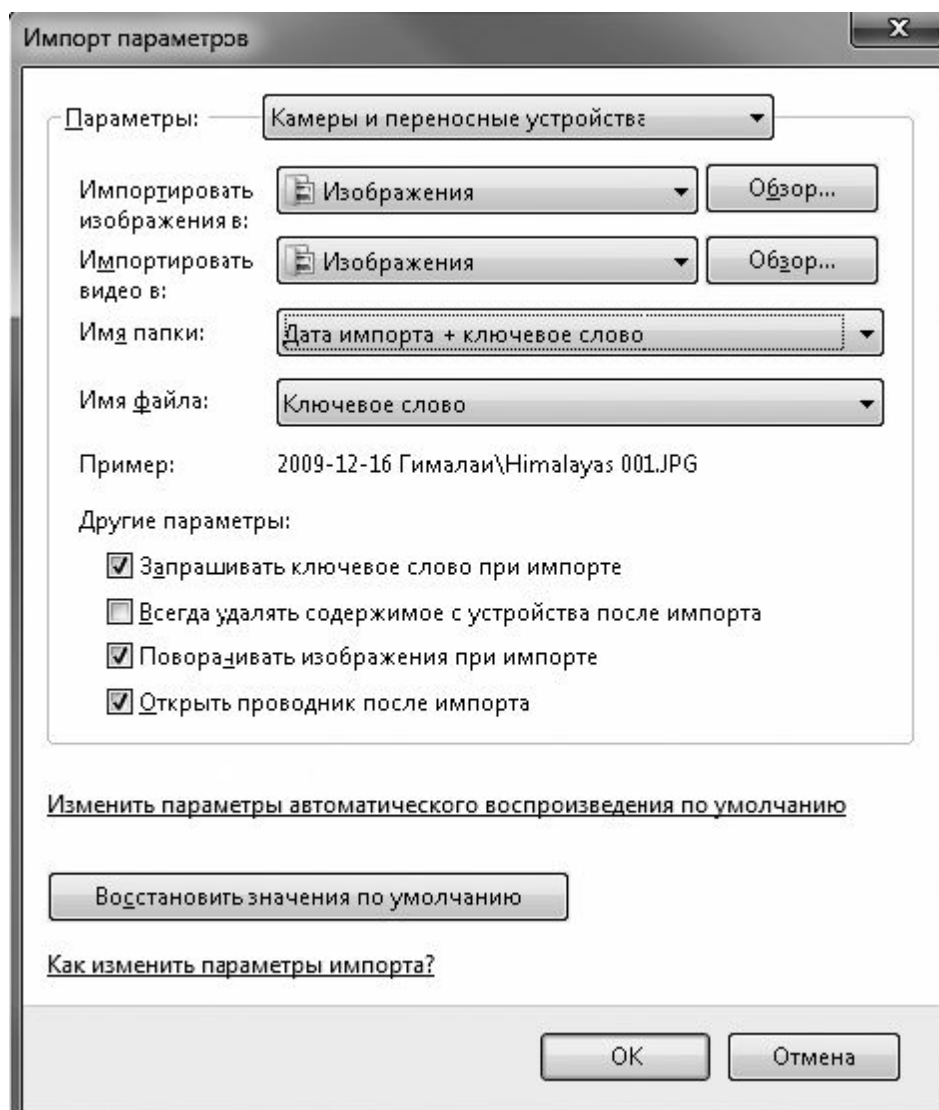 Импорт параметров
Параметры: Камеры и переносные устройства
Импортировать изображения в: Изображения Обзор...
Импортировать видео в: Изображения Обзор...
Имя папки: Дата импорта + ключевое слово
Имя файла: Ключевое слово
Пример: 2009-12-16 Гималаи\Himalayas 001.JPG
Другие параметры:
Запрашивать ключевое слово при импорте
Всегда удалять содержимое с устройства после импорта
Поворачивать изображения при импорте
Открыть проводник после импорта
Изменить параметры автоматического воспроизведения по умолчанию
Восстановить значения по умолчанию
Как изменить параметры импорта?
OK Отмена